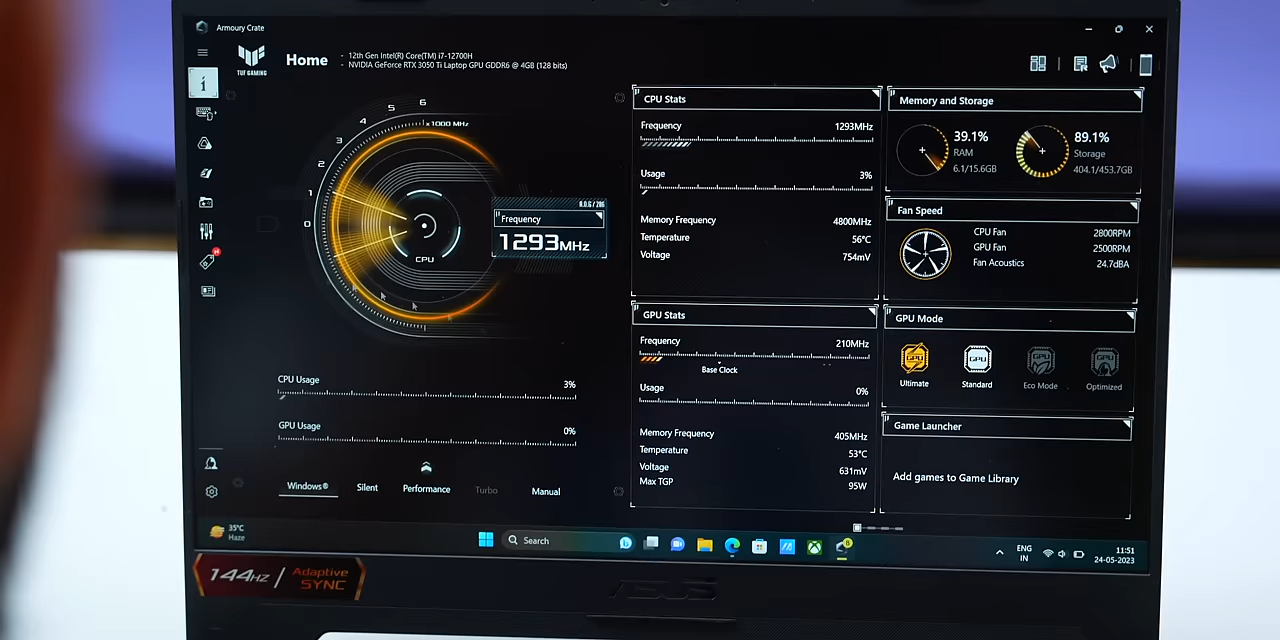 Armoury Crate
TUF GAMING
Home
- 12th Gen Intel(R) Core(TM) i7-12700H
- NVIDIA GeForce RTX 3050 Ti Laptop GPU GDDR6 @ 4GB (128 bits)
0
1
2
3
4
5
6
x1000 MHz
CPU
Frequency
1293MHz
CPU Usage 3%
GPU Usage 0%
Windows® Silent Performance Turbo Manual
CPU Stats
Frequency 1293MHz
Usage 3%
Memory Frequency 4800MHz
Temperature 56°C
Voltage 754mV
GPU Stats
Frequency 210MHz
Base Clock
Usage 0%
Memory Frequency 405MHz
Temperature 53°C
Voltage 631mV
Max TGP 95W
Memory and Storage
39.1%
RAM
6.1/15.6GB
89.1%
Storage
404.1/453.7GB
Fan Speed
CPU Fan 2800RPM
GPU Fan 2500RPM
Fan Acoustics 24.7dBA
GPU Mode
GPU GPU GPU GPU
Ultimate Standard Eco Mode Optimized
Game Launcher
Add games to Game Library
35°C
Haze
Search
ENG
IN
11:51
24-05-2023
144Hz / Adaptive
SYNC
ASUS